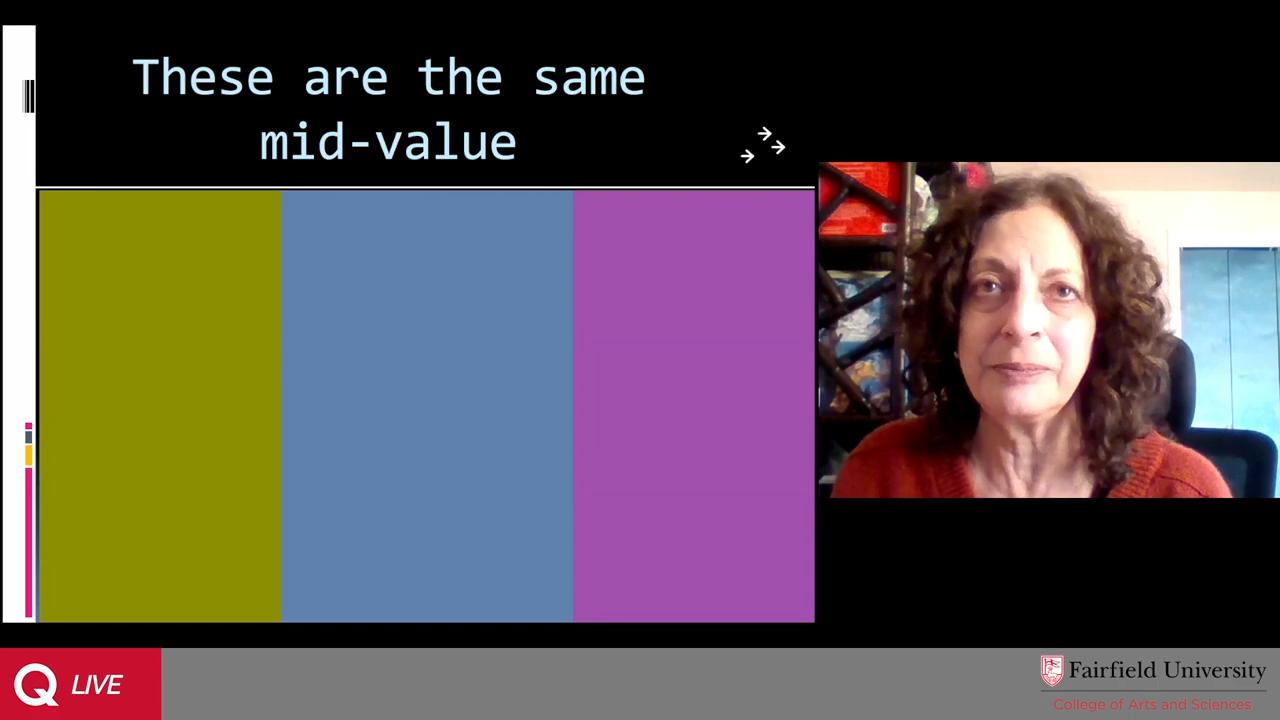 These are the same
mid-value
Q LIVE
Fairfield University
College of Arts and Sciences